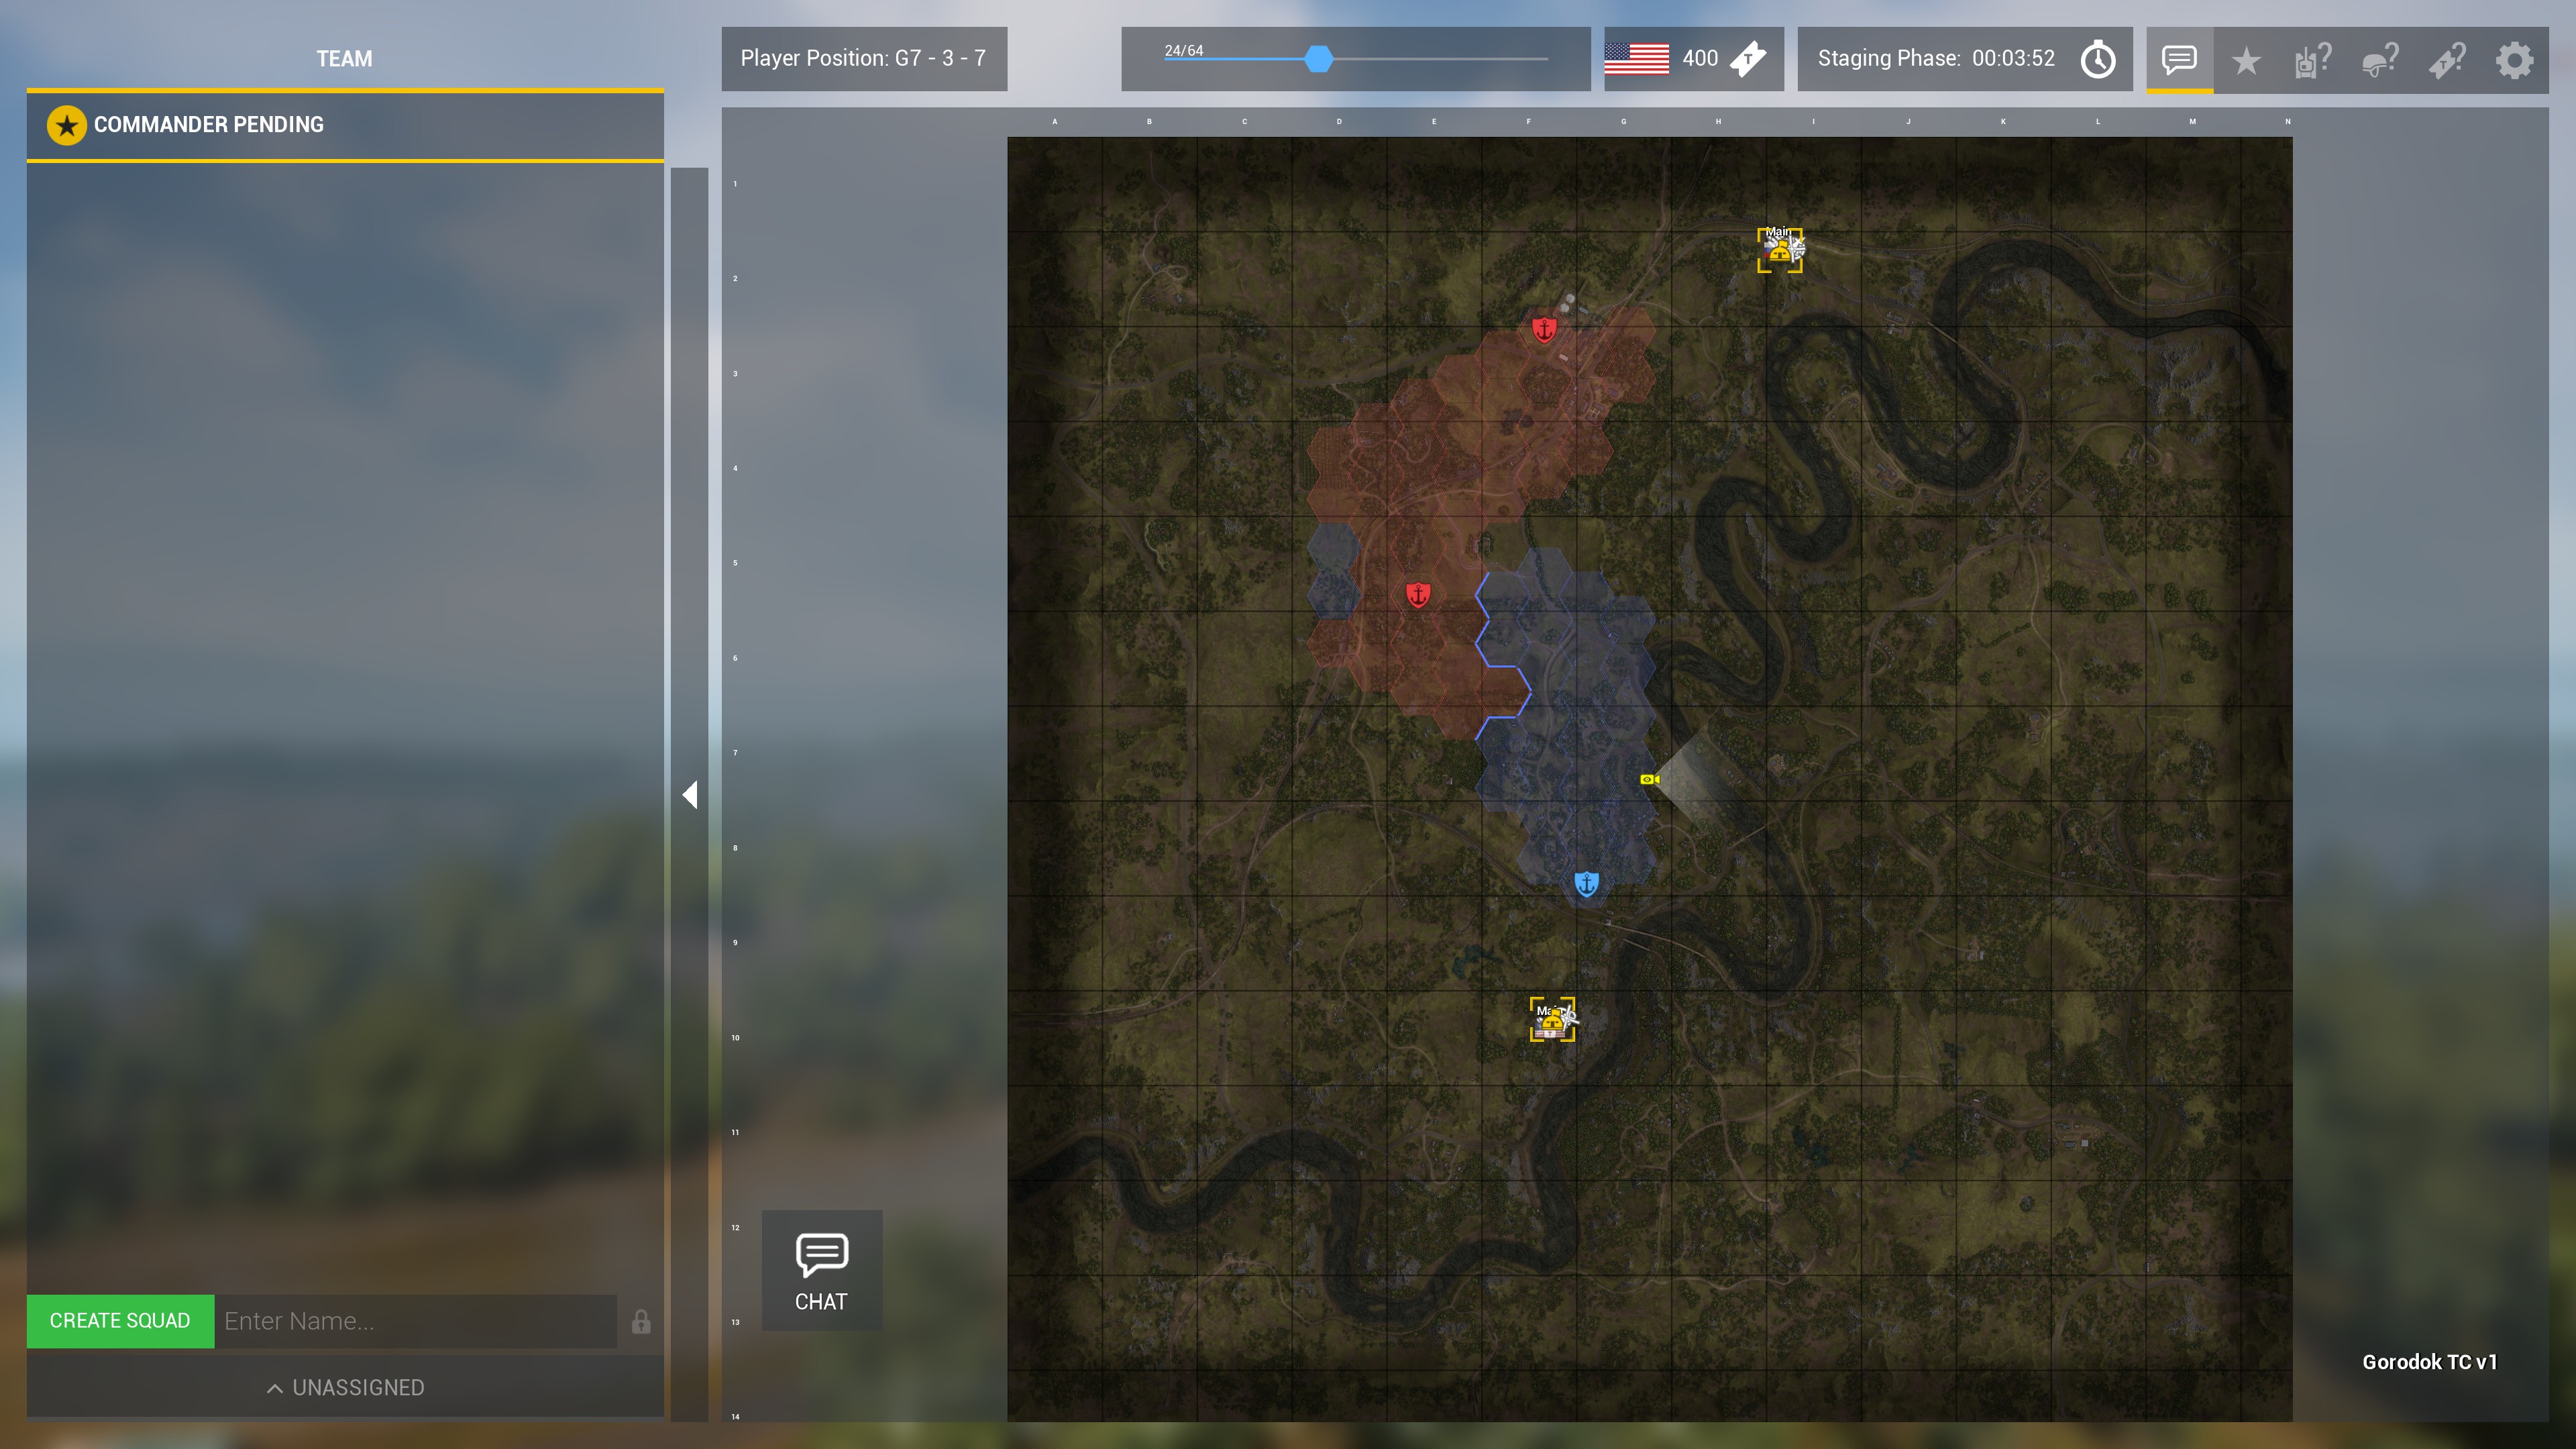 TEAM
Player Position: G7 - 3 - 7
24/64
400
Staging Phase: 00:03:52
COMMANDER PENDING
A B C D E F G H I J K L M N
1
2
3
4
5
6
7
8
9
10
11
12
13
14
Main
CHAT
CREATE SQUAD
Enter Name...
UNASSIGNED
Gorodok TC v1